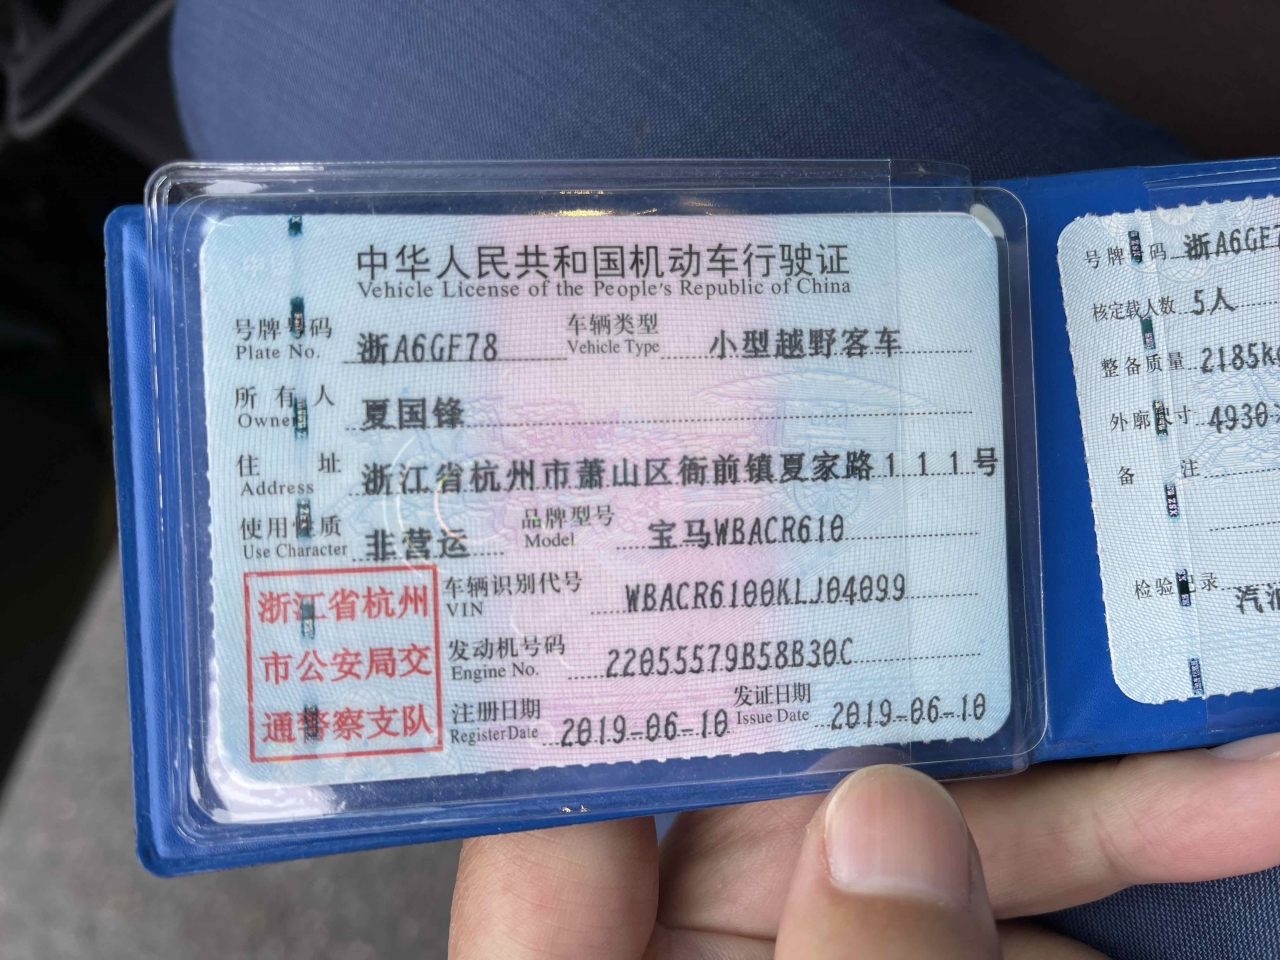 中华人民共和国机动车行驶证
Vehicle License of the People's Republic of China
号牌号码 浙A6GF78 车辆类型 小型越野客车
Plate No. Vehicle Type
所有人 夏国锋
Owner
住址 浙江省杭州市萧山区衙前镇夏家路111号
Address
使用性质 非营运 品牌型号 宝马WBACR610
Use Character Model
浙江省杭州
市公安局交
通警察支队
车辆识别代号 WBACR6100KLJ04099
VIN
发动机号码 22055579B58B30C
Engine No.
注册日期 2019-06-10 发证日期 2019-06-10
Register Date Issue Date
号牌号码 浙A6GF7
核定载人数 5人
整备质量 2185kg
外廓尺寸 4930
备注
检验记录
汽油